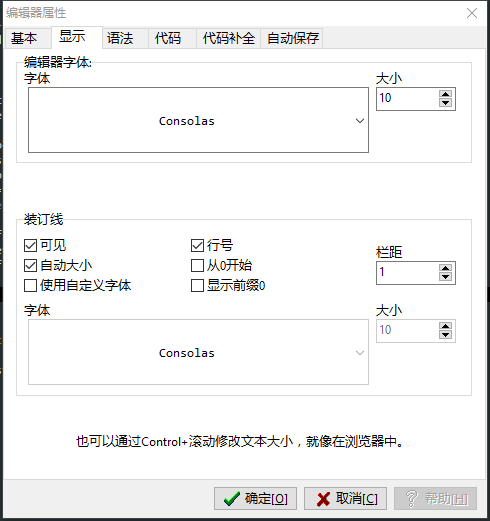 编辑器属性
基本 显示 语法 代码 代码补全 自动保存
编辑器字体:
字体 大小
Consolas 10
装订线
可见 行号
自动大小 从0开始 栏距
使用自定义字体 显示前缀0 1
字体 大小
Consolas 10
也可以通过Control+滚动修改文本大小，就像在浏览器中。
确定[O] 取消[C] 帮助[H]